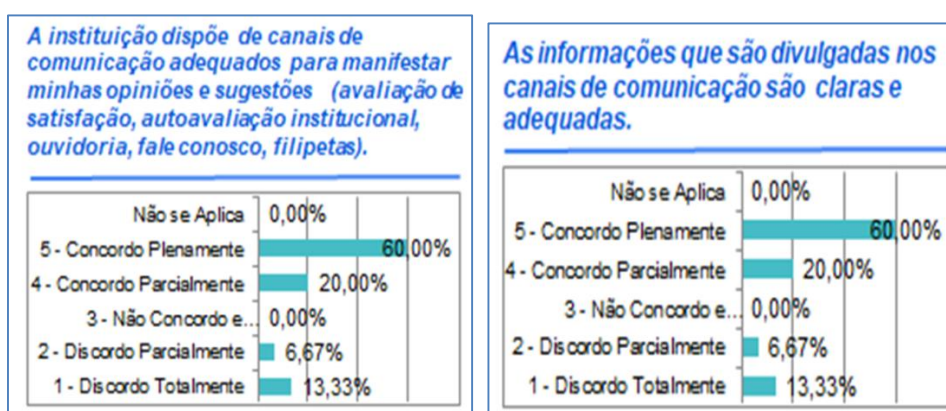 A instituição dispõe de canais de
comunicação adequados para manifestar
minhas opiniões e sugestões (avaliação de
satisfação, autoavaliação institucional,
ouvidoria, fale conosco, filipetas).
Não se Aplica 0,00%
5 - Concordo Plenamente 60,00%
4 - Concordo Parcialmente 20,00%
3 - Não Concordo e... 0,00%
2 - Discordo Parcialmente 6,67%
1 - Discordo Totalmente 13,33%
As informações que são divulgadas nos
canais de comunicação são claras e
adequadas.
Não se Aplica 0,00%
5 - Concordo Plenamente 60,00%
4 - Concordo Parcialmente 20,00%
3 - Não Concordo e... 0,00%
2 - Discordo Parcialmente 6,67%
1 - Discordo Totalmente 13,33%